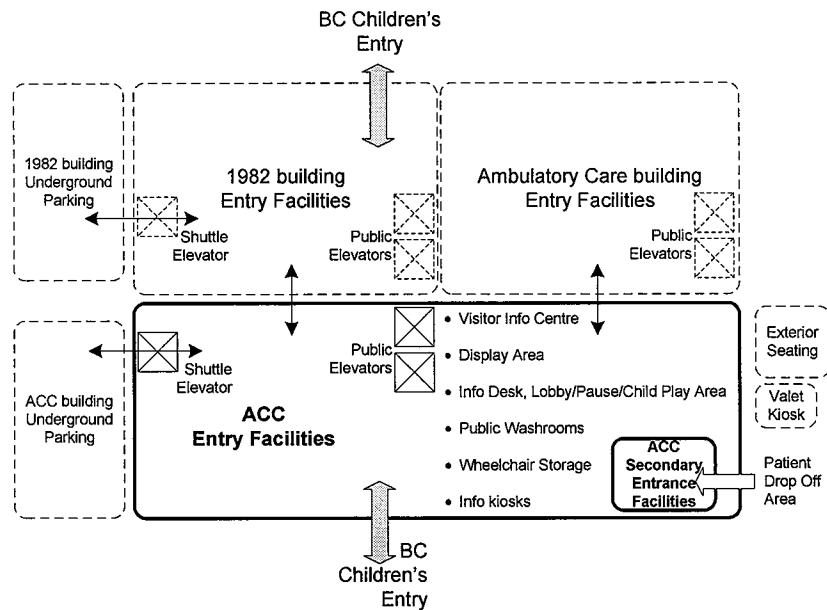 BC Children's
Entry
1982 building
Underground
Parking
1982 building
Entry Facilities
Ambulatory Care building
Entry Facilities
Shuttle
Elevator
Public
Elevators
Public
Elevators
ACC building
Underground
Parking
Shuttle
Elevator
Public
Elevators
ACC
Entry Facilities
• Visitor Info Centre
• Display Area
• Info Desk, Lobby/Pause/Child Play Area
• Public Washrooms
• Wheelchair Storage
• Info kiosks
ACC
Secondary
Entrance
Facilities
Exterior
Seating
Valet
Kiosk
Patient
Drop Off
Area
BC
Children's
Entry